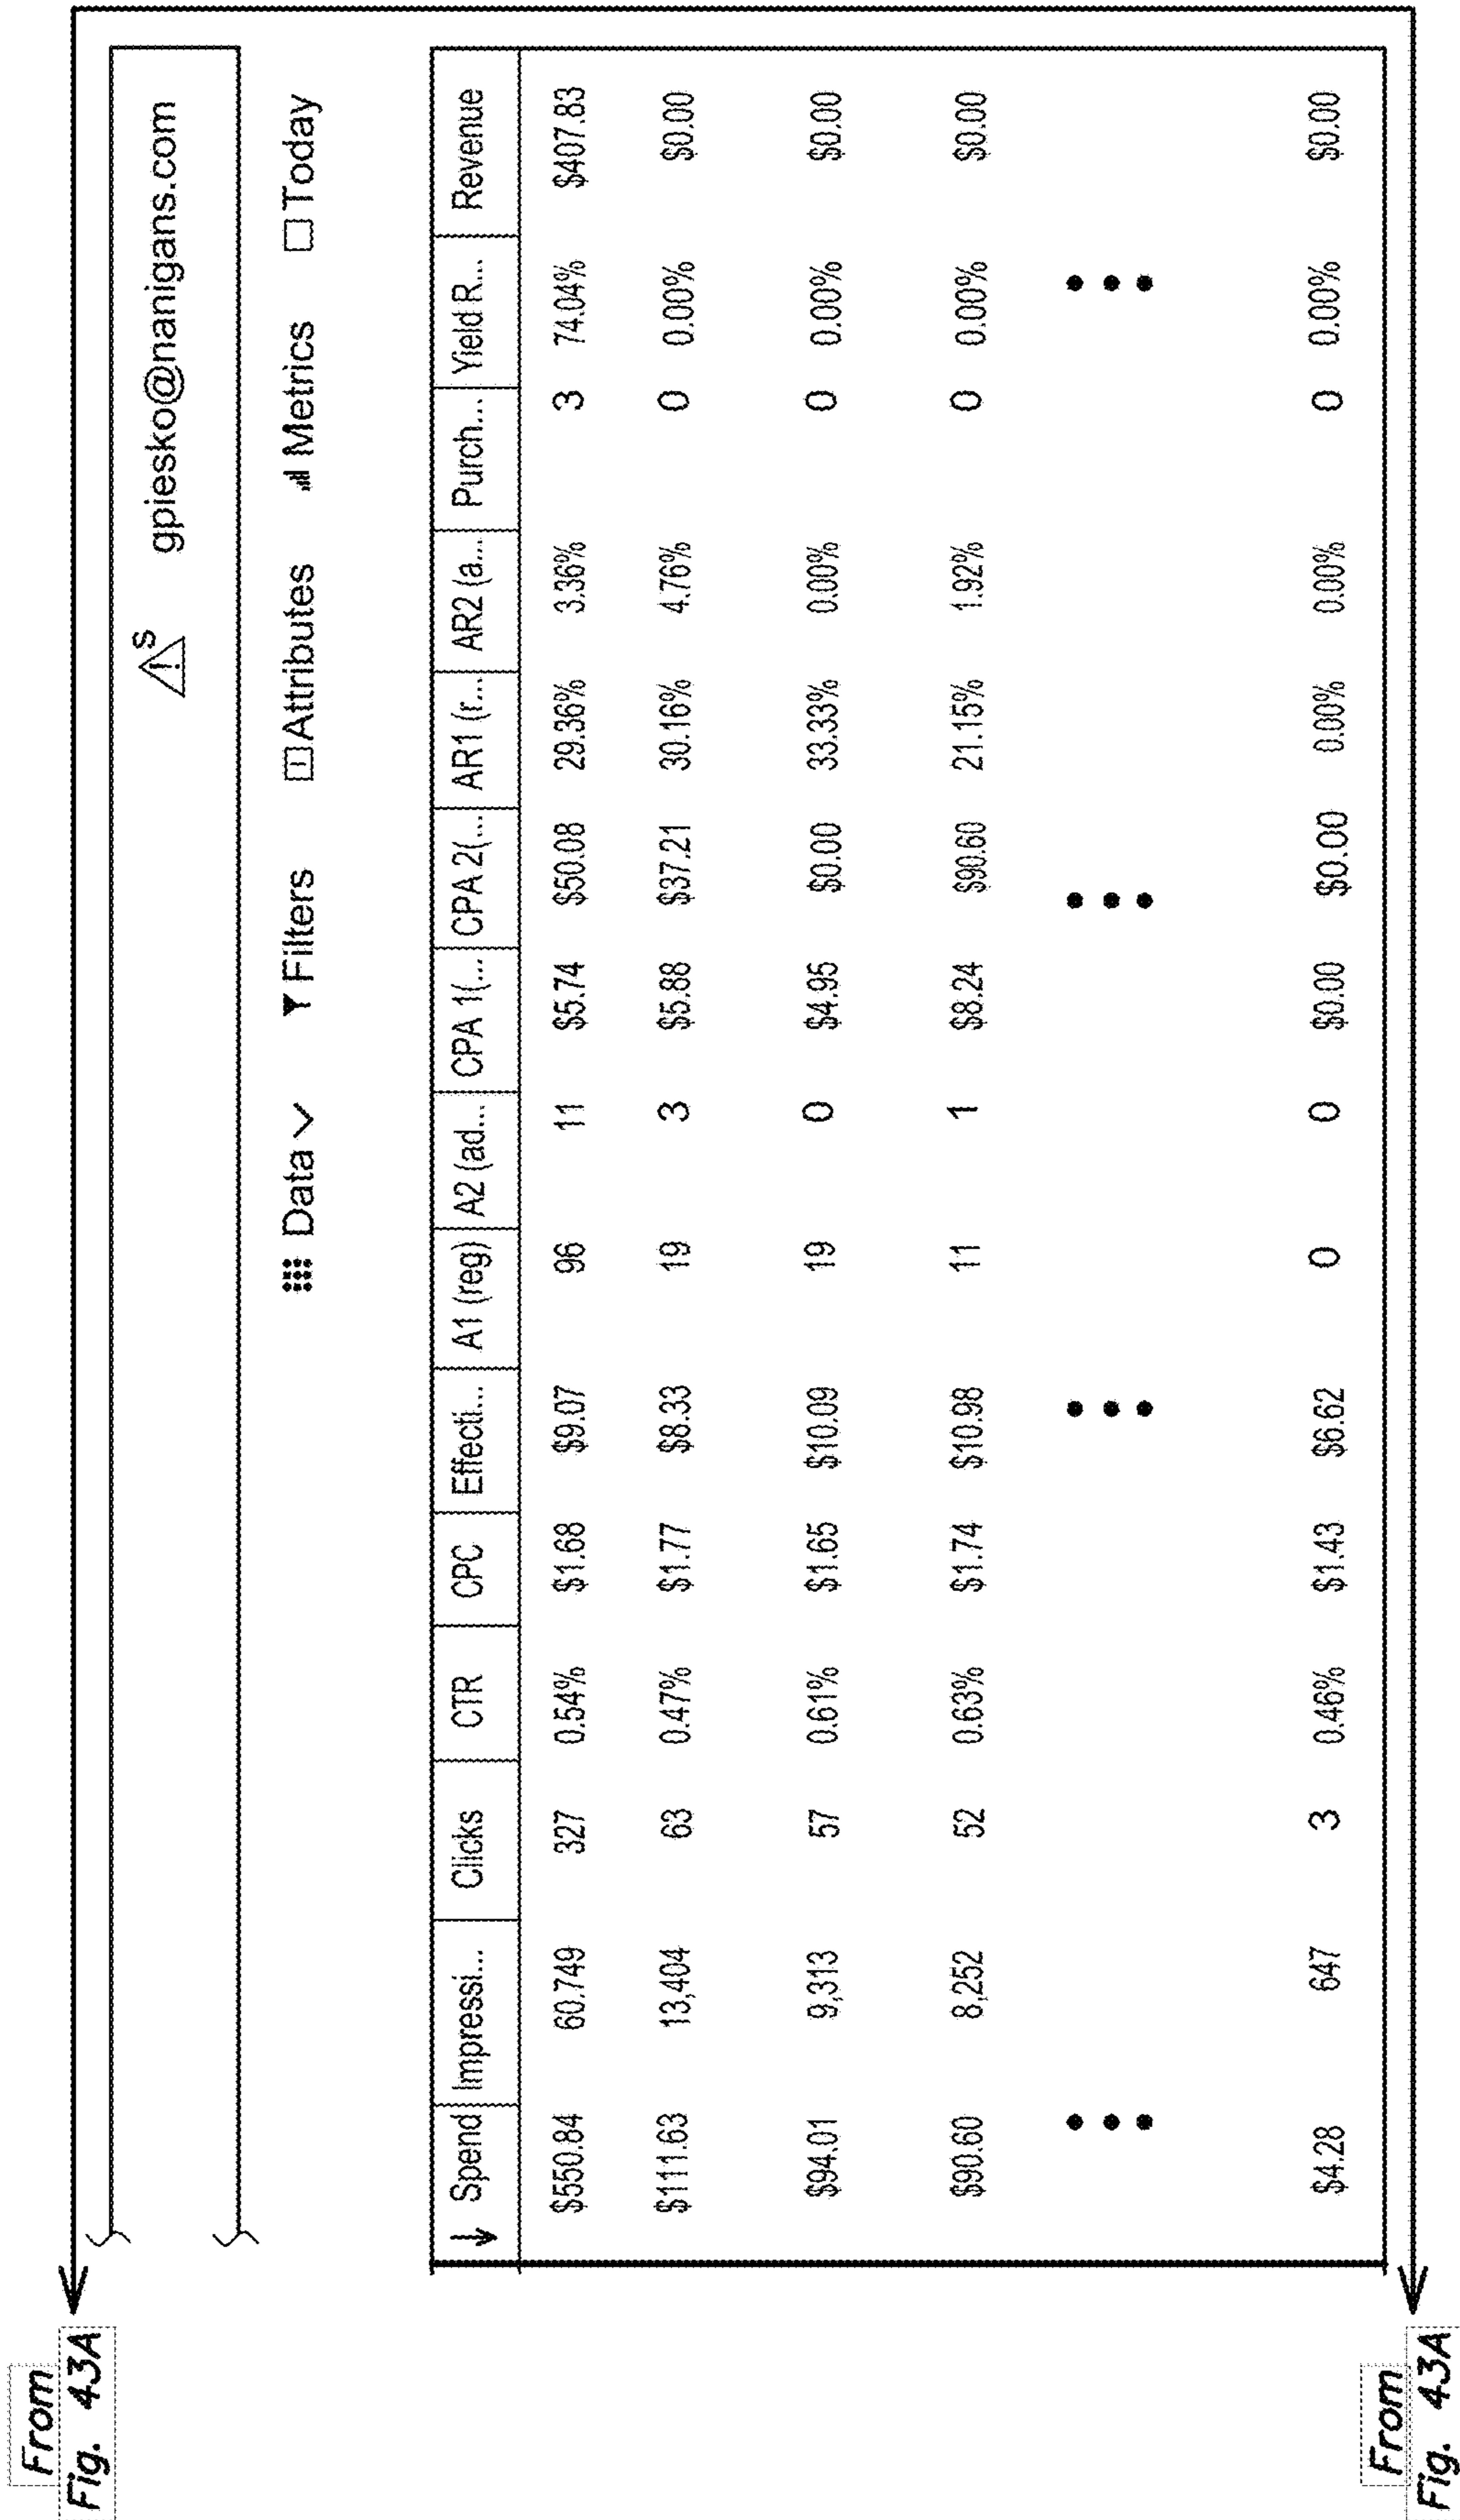 From
Fig. 43A
S gpiesko@nanigans.com
Data Filters Attributes Metrics Today
Spend Impressi... Clicks CTR CPC Effecti... A1 (reg) A2 (ad... CPA 1(... CPA 2(... AR1 (r... AR2 (a... Purch... Yield R... Revenue
$550.84 60.749 327 0.54% $1.68 $9.07 96 11 $5.74 $50.08 29.36% 3.36% 3 74.04% $407.83
$111.63 13,404 63 0.47% $1.77 $8.33 19 3 $5.88 $37.21 30.16% 4.76% 0 0.00% $0.00
$94.01 9,313 57 0.61% $1.65 $10.09 19 0 $4.95 $0.00 33.33% 0.00% 0 0.00% $0.00
$90.60 8,252 52 0.63% $1.74 $10.98 11 1 $8.24 $90.60 21.15% 1.92% 0 0.00% $0.00
$4.28 647 3 0.46% $1.43 $6.62 0 0 $0.00 $0.00 0.00% 0.00% 0 0.00% $0.00
From
Fig. 43A